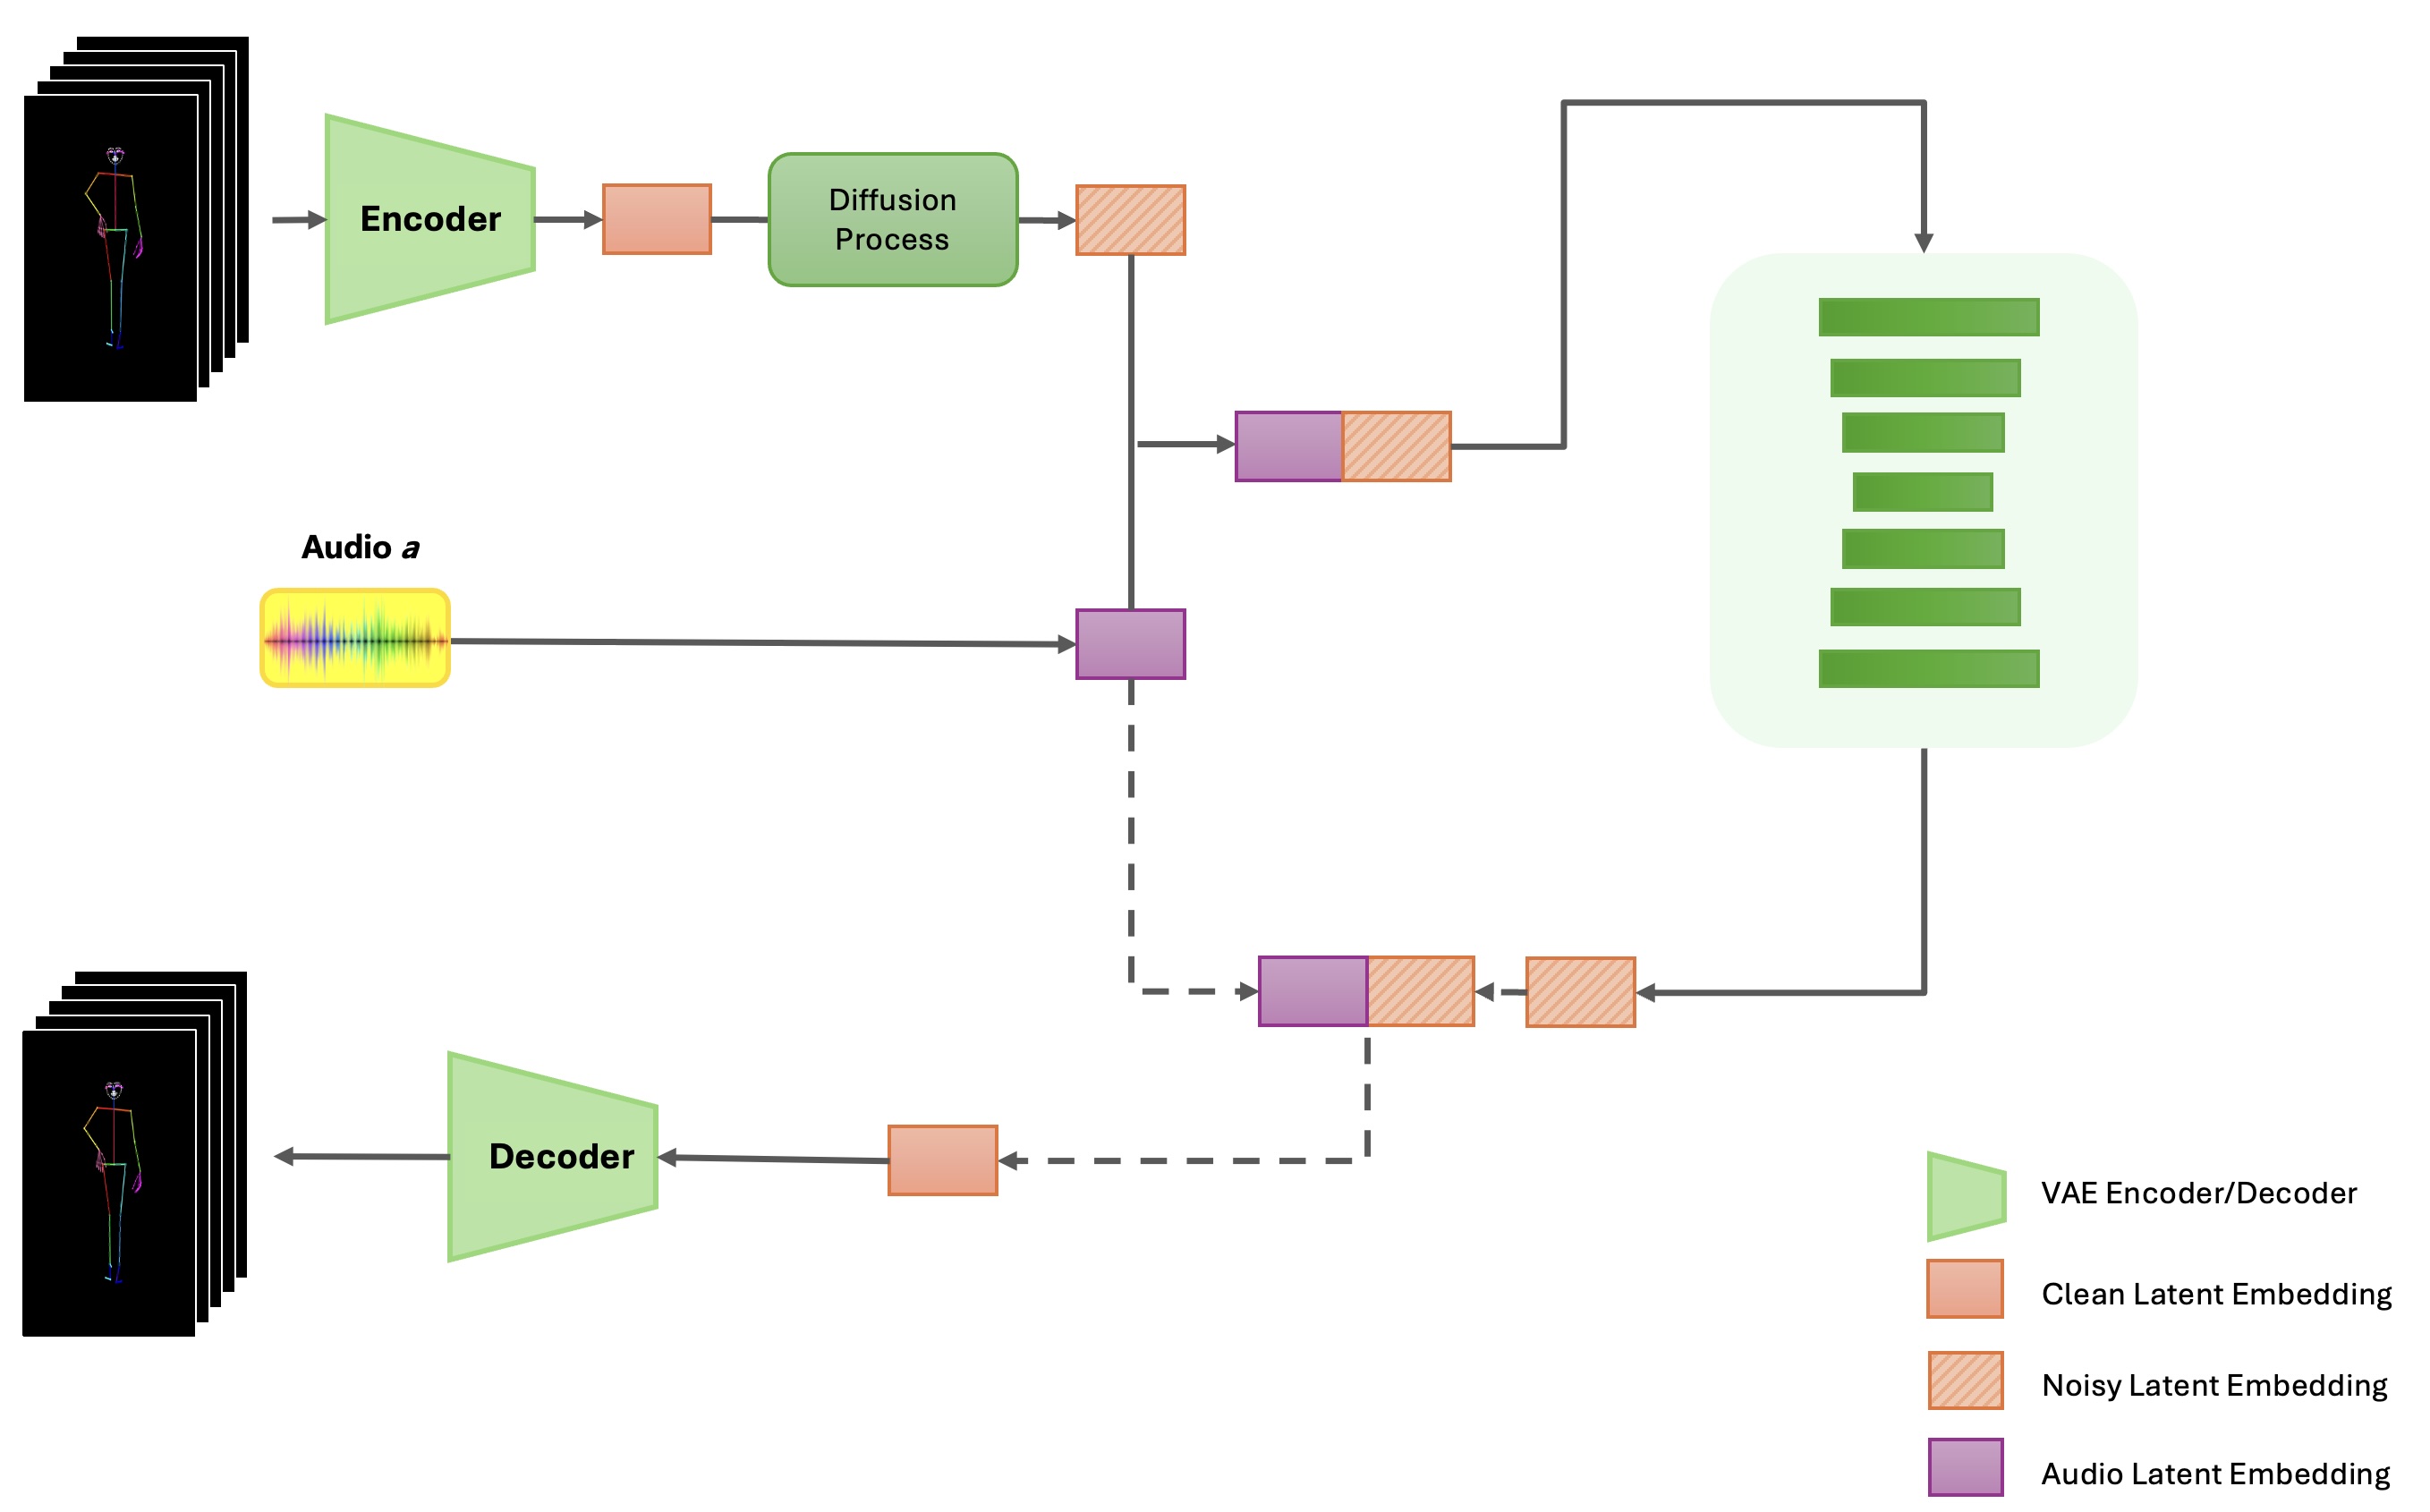 Encoder
Diffusion
Process
Audio a
Decoder
VAE Encoder/Decoder
Clean Latent Embedding
Noisy Latent Embedding
Audio Latent Embedding